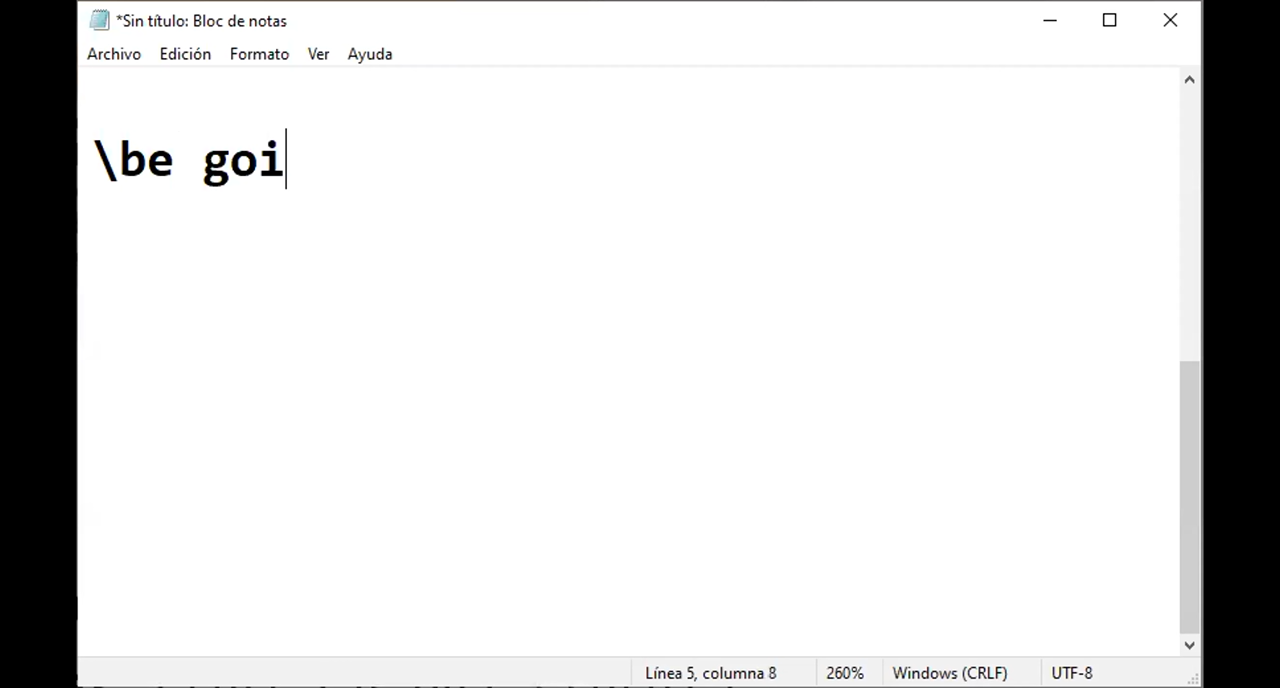 *Sin título: Bloc de notas
Archivo Edición Formato Ver Ayuda
\be goi
Línea 5, columna 8 260% Windows (CRLF) UTF-8